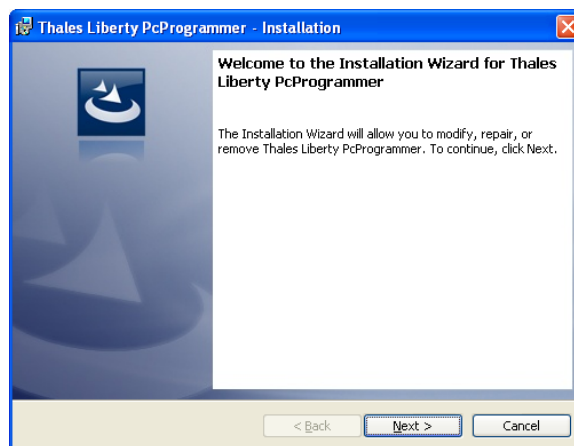 Thales Liberty PcProgrammer - Installation
Welcome to the Installation Wizard for Thales
Liberty PcProgrammer
The Installation Wizard will allow you to modify, repair, or
remove Thales Liberty PcProgrammer. To continue, click Next.
< Back Next > Cancel